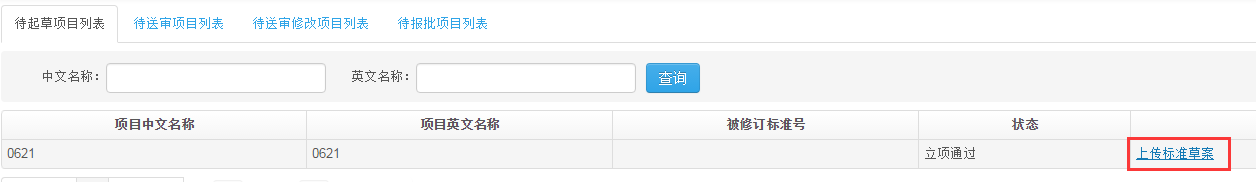 待起草项目列表 待送审项目列表 待送审修改项目列表 待报批项目列表
中文名称： 英文名称： 查询
项目中文名称 项目英文名称 被修订标准号 状态
0621 0621 立项通过 上传标准草案